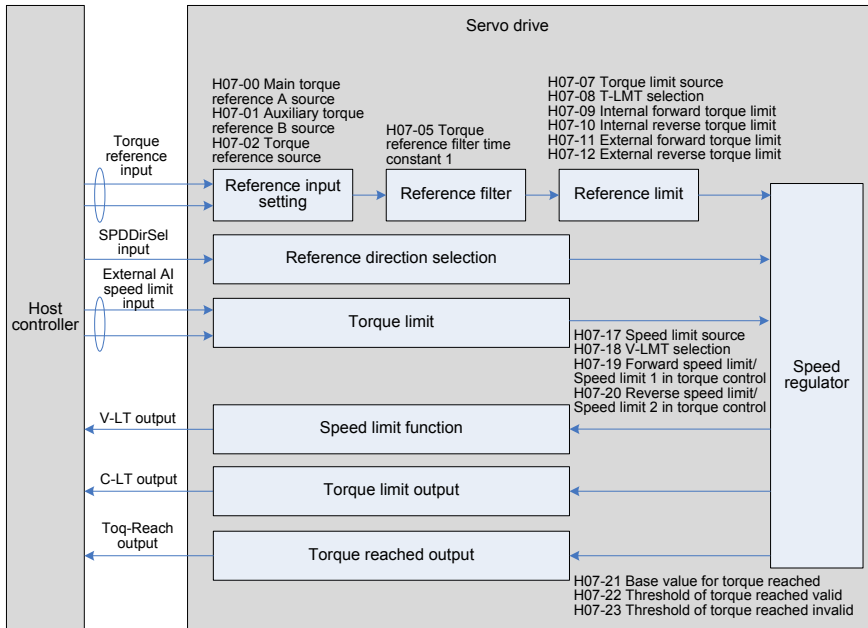 Servo drive
H07-00 Main torque
reference A source
H07-01 Auxiliary torque
reference B source
H07-02 Torque
reference source
H07-05 Torque
reference filter time
constant 1
H07-07 Torque limit source
H07-08 T-LMT selection
H07-09 Internal forward torque limit
H07-10 Internal reverse torque limit
H07-11 External forward torque limit
H07-12 External reverse torque limit
Torque
reference
input
Reference input
setting
Reference filter
Reference limit
SPDDirSel
input
Reference direction selection
External AI
speed limit
input
Host
controller
Torque limit
H07-17 Speed limit source
H07-18 V-LMT selection
H07-19 Forward speed limit/
Speed limit 1 in torque control
H07-20 Reverse speed limit/
Speed limit 2 in torque control
Speed
regulator
V-LT output
Speed limit function
C-LT output
Torque limit output
Toq-Reach
output
Torque reached output
H07-21 Base value for torque reached
H07-22 Threshold of torque reached valid
H07-23 Threshold of torque reached invalid